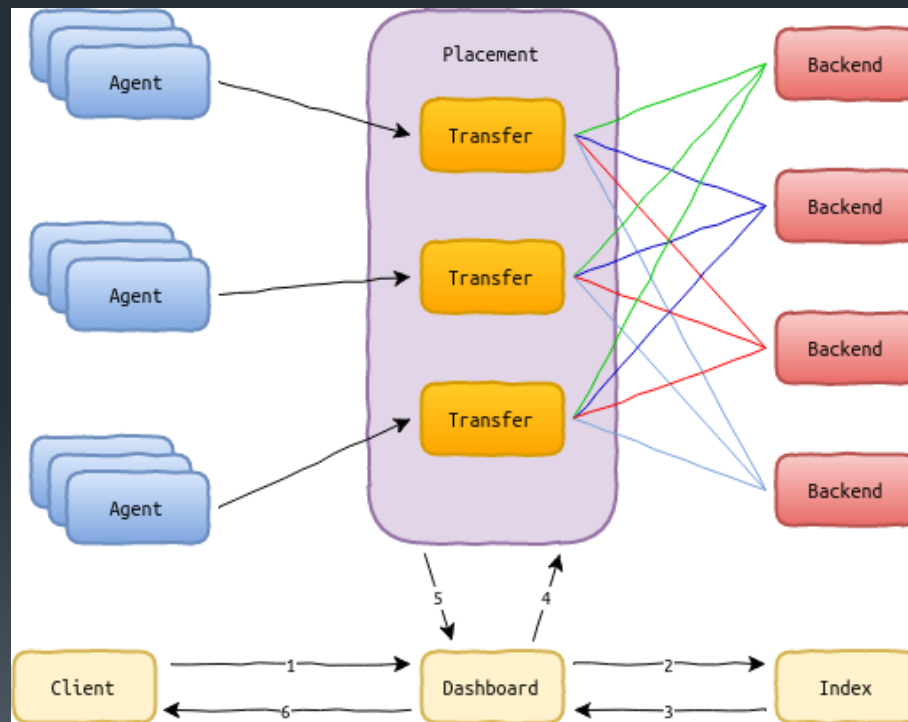 Placement
Agent
Transfer
Backend
Backend
Agent
Transfer
Backend
Agent
Transfer
Backend
5
4
Client
1
6
Dashboard
2
3
Index